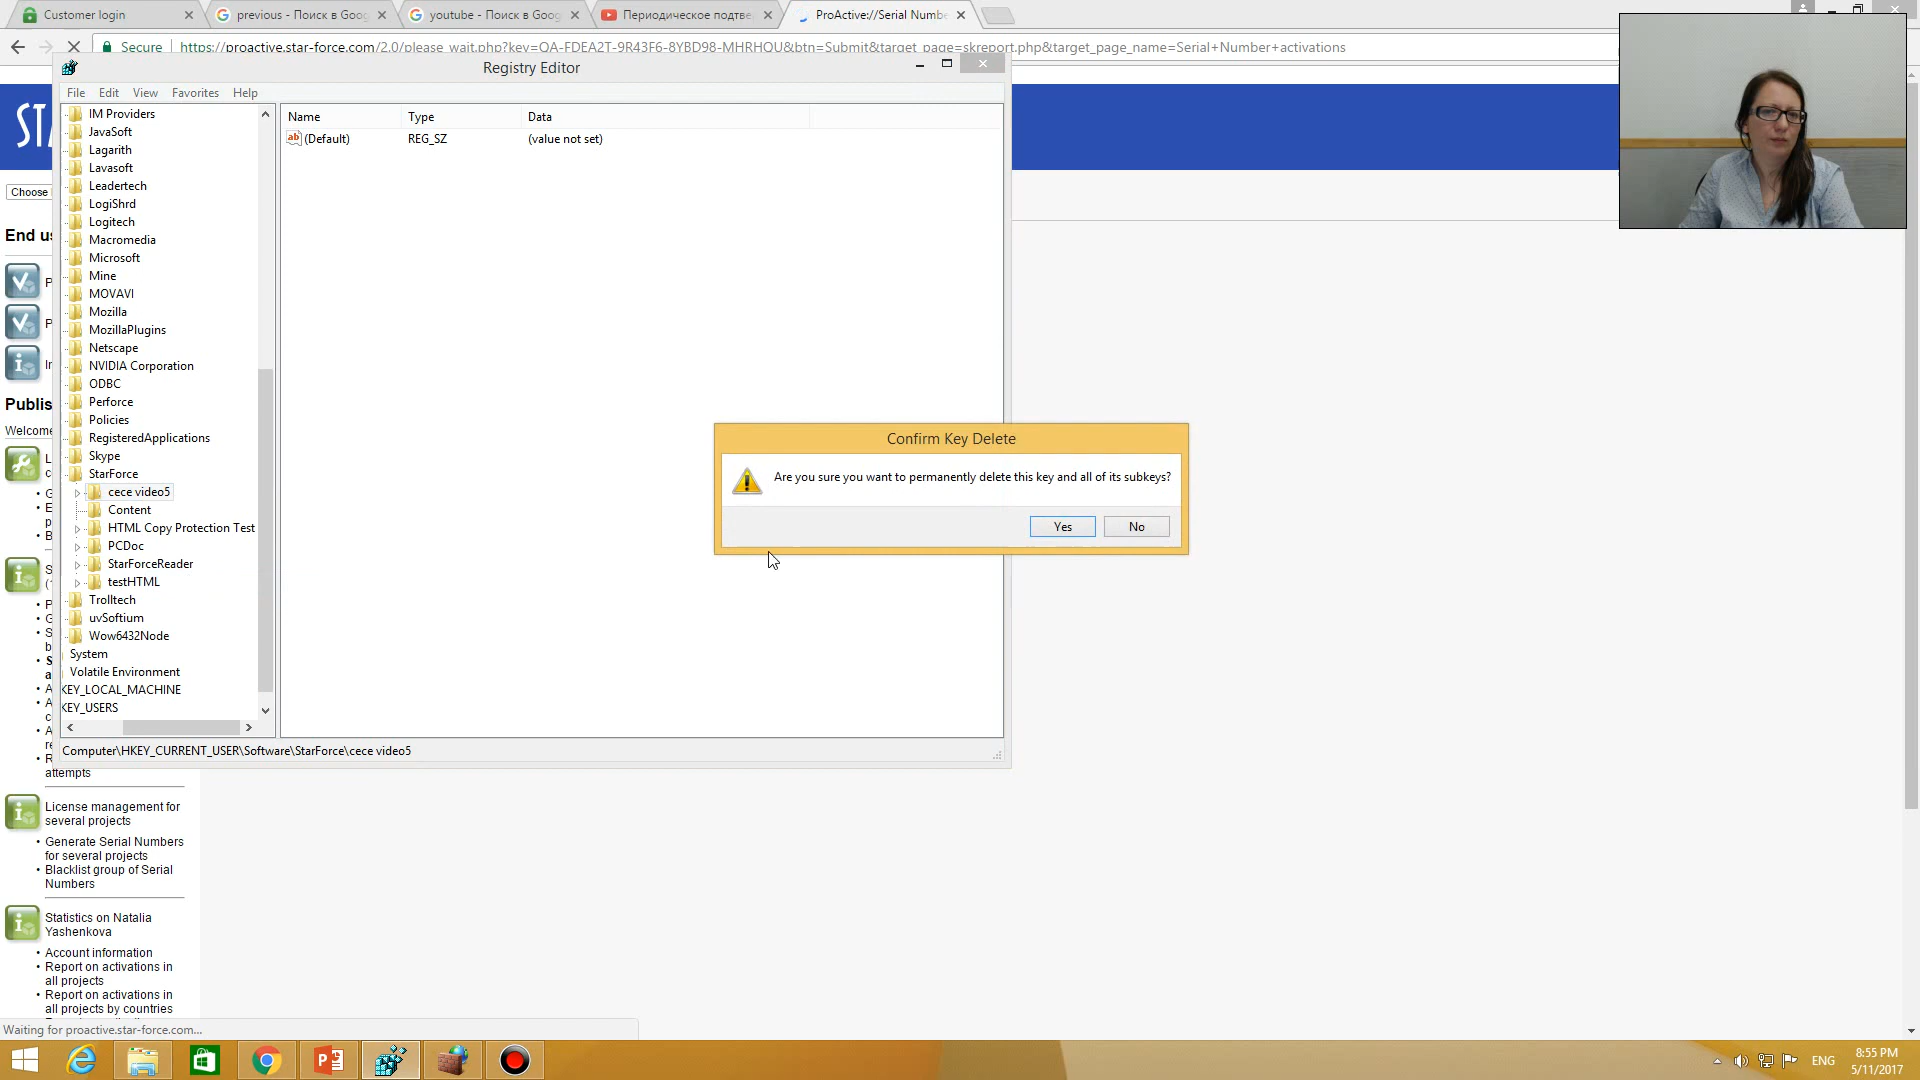 Customer login
previous - Поиск в Goog
youtube - Поиск в Goog
Периодическое подтве
ProActive://Serial Numbe
Secure
https://proactive.star-force.com/2.0/please_wait.php?key=QA-FDEA2T-9R43F6-8YBD98-MHRHQU&btn=Submit&target_page=skreport.php&target_page_name=Serial+Number+activations
Registry Editor
File Edit View Favorites Help
Choose
End us
Publis
Welcome
IM Providers
JavaSoft
Lagarith
Lavasoft
Leadertech
LogiShrd
Logitech
Macromedia
Microsoft
Mine
MOVAVI
Mozilla
MozillaPlugins
Netscape
NVIDIA Corporation
ODBC
Perforce
Policies
RegisteredApplications
Skype
StarForce
cece video5
Content
HTML Copy Protection Test
PCDoc
StarForceReader
testHTML
Trolltech
uvSoftium
Wow6432Node
System
Volatile Environment
KEY_LOCAL_MACHINE
KEY_USERS
Name Type Data
(Default) REG_SZ (value not set)
Computer\HKEY_CURRENT_USER\Software\StarForce\cece video5
Confirm Key Delete
Are you sure you want to permanently delete this key and all of its subkeys?
Yes No
attempts
License management for
several projects
• Generate Serial Numbers
for several projects
• Blacklist group of Serial
Numbers
Statistics on Natalia
Yashenkova
• Account information
• Report on activations in
all projects
• Report on activations in
all projects by countries
Waiting for proactive.star-force.com...
ENG
8:55 PM
5/11/2017